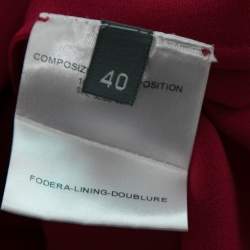 40
COMPOSIZ OSITION
FODERA-LINING-DOUBLURE